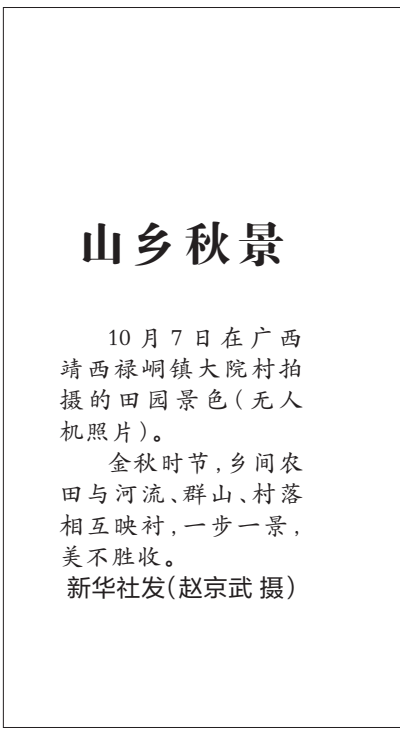 山乡秋景
10月7日在广西
靖西禄峒镇大院村拍
摄的田园景色(无人
机照片)。
金秋时节,乡间农
田与河流、群山、村落
相互映衬,一步一景,
美不胜收。
新华社发(赵京武 摄)